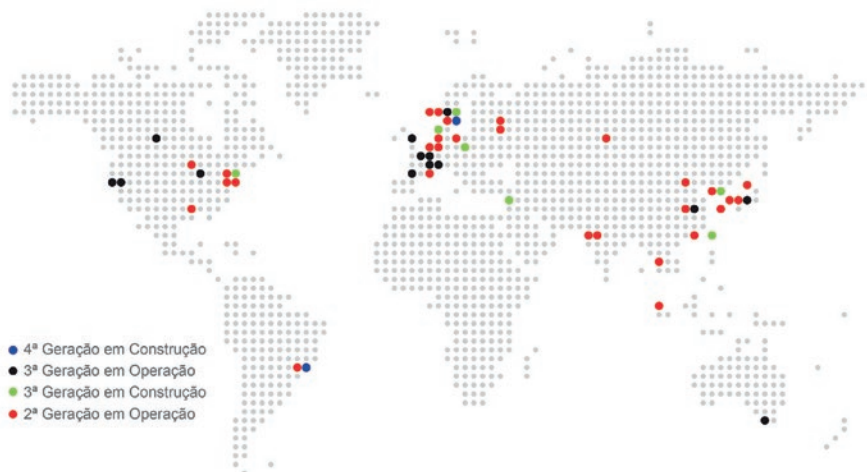 4ª Geração em Construção
3ª Geração em Operação
3ª Geração em Construção
2ª Geração em Operação